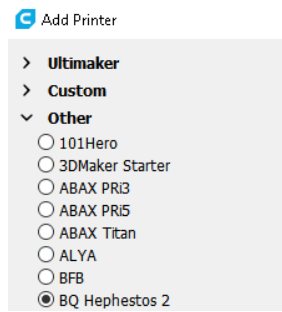 Add Printer
Ultimaker
Custom
Other
101Hero
3DMaker Starter
ABAX PRi3
ABAX PRi5
ABAX Titan
ALYA
BFB
BQ Hephestos 2